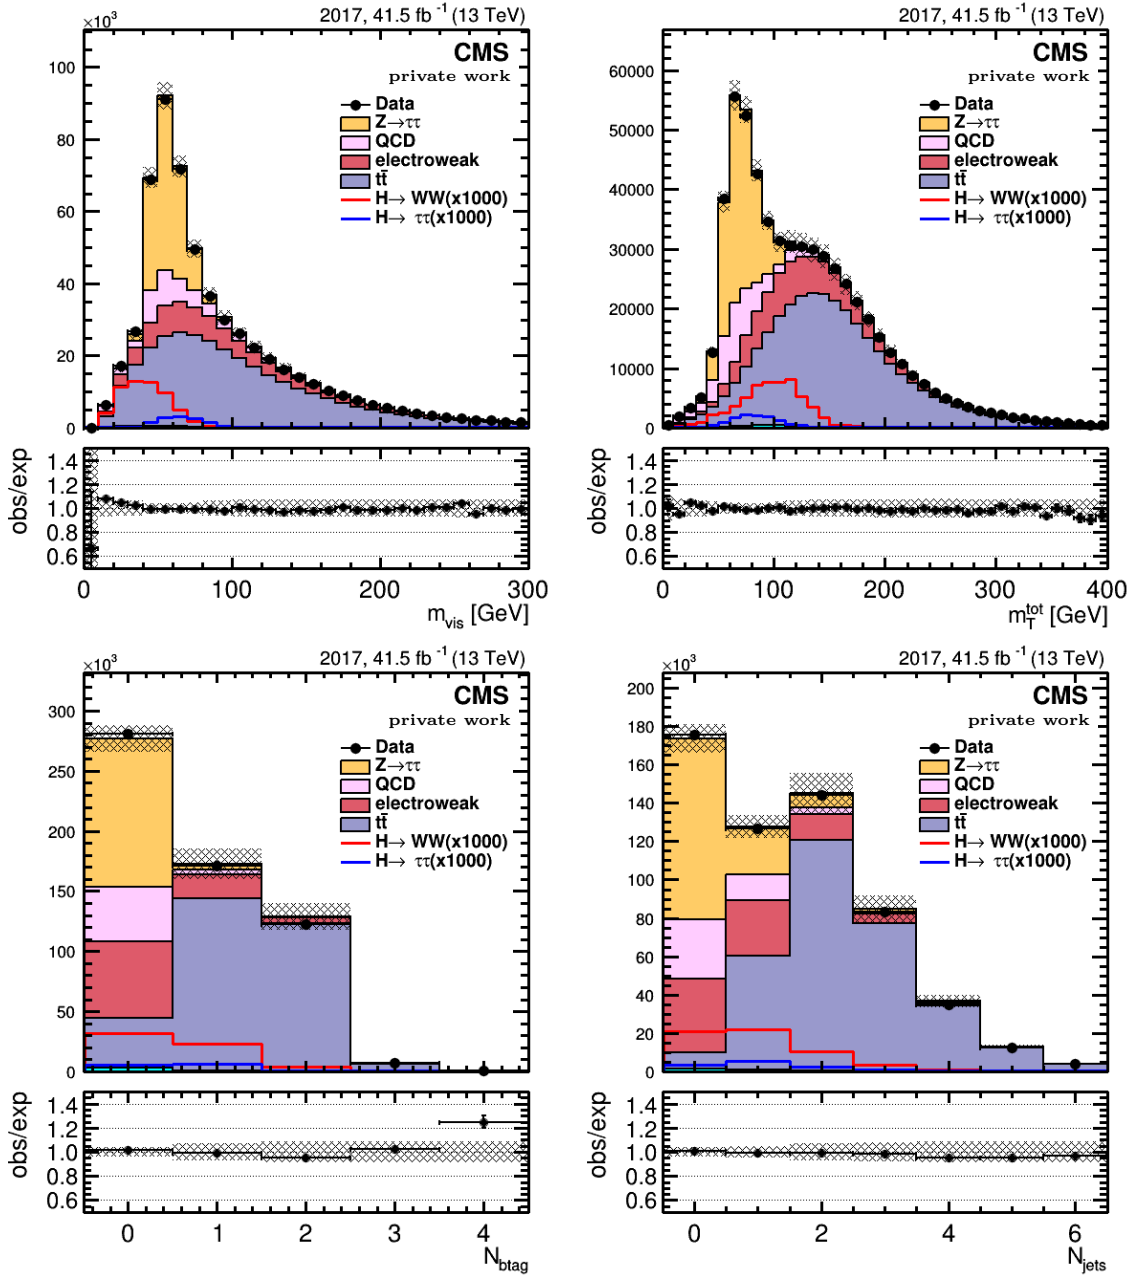 2017, 41.5 fb⁻¹ (13 TeV)
×10³
CMS
private work
Data
Z→ττ
QCD
electroweak
tt̄
H→ WW(x1000)
H→ ττ(x1000)
100
80
60
40
20
0
obs/exp
1.4
1.2
1.0
0.8
0.6
0 100 200 300
m_vis [GeV]
2017, 41.5 fb⁻¹ (13 TeV)
CMS
private work
Data
Z→ττ
QCD
electroweak
tt̄
H→ WW(x1000)
H→ ττ(x1000)
60000
50000
40000
30000
20000
10000
0
obs/exp
1.4
1.2
1.0
0.8
0.6
0 100 200 300 400
m_T^tot [GeV]
2017, 41.5 fb⁻¹ (13 TeV)
×10³
CMS
private work
Data
Z→ττ
QCD
electroweak
tt̄
H→ WW(x1000)
H→ ττ(x1000)
300
250
200
150
100
50
0
obs/exp
1.4
1.2
1.0
0.8
0.6
0 1 2 3 4
N_btag
2017, 41.5 fb⁻¹ (13 TeV)
×10³
CMS
private work
Data
Z→ττ
QCD
electroweak
tt̄
H→ WW(x1000)
H→ ττ(x1000)
200
180
160
140
120
100
80
60
40
20
0
obs/exp
1.4
1.2
1.0
0.8
0.6
0 2 4 6
N_jets